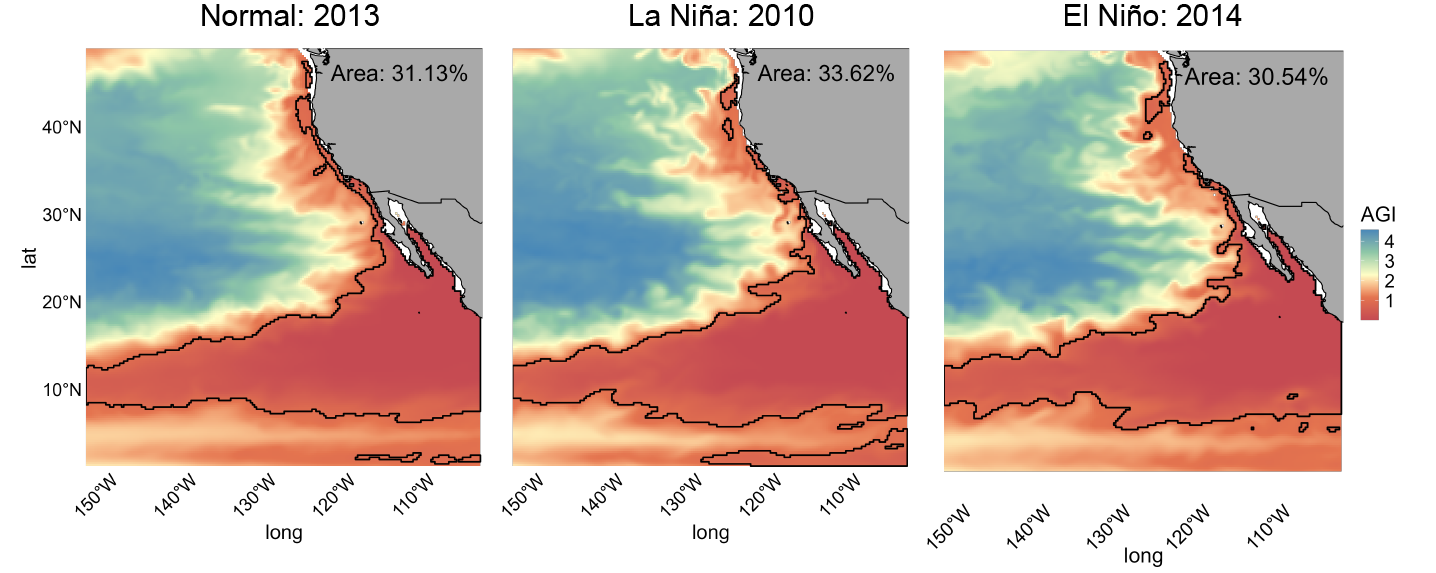 Normal: 2013
La Niña: 2010
El Niño: 2014
Area: 31.13%
Area: 33.62%
Area: 30.54%
40°N
30°N
20°N
10°N
lat
AGI
4
3
2
1
150°W 140°W 130°W 120°W 110°W
150°W 140°W 130°W 120°W 110°W
150°W 140°W 130°W 120°W 110°W
long
long
long